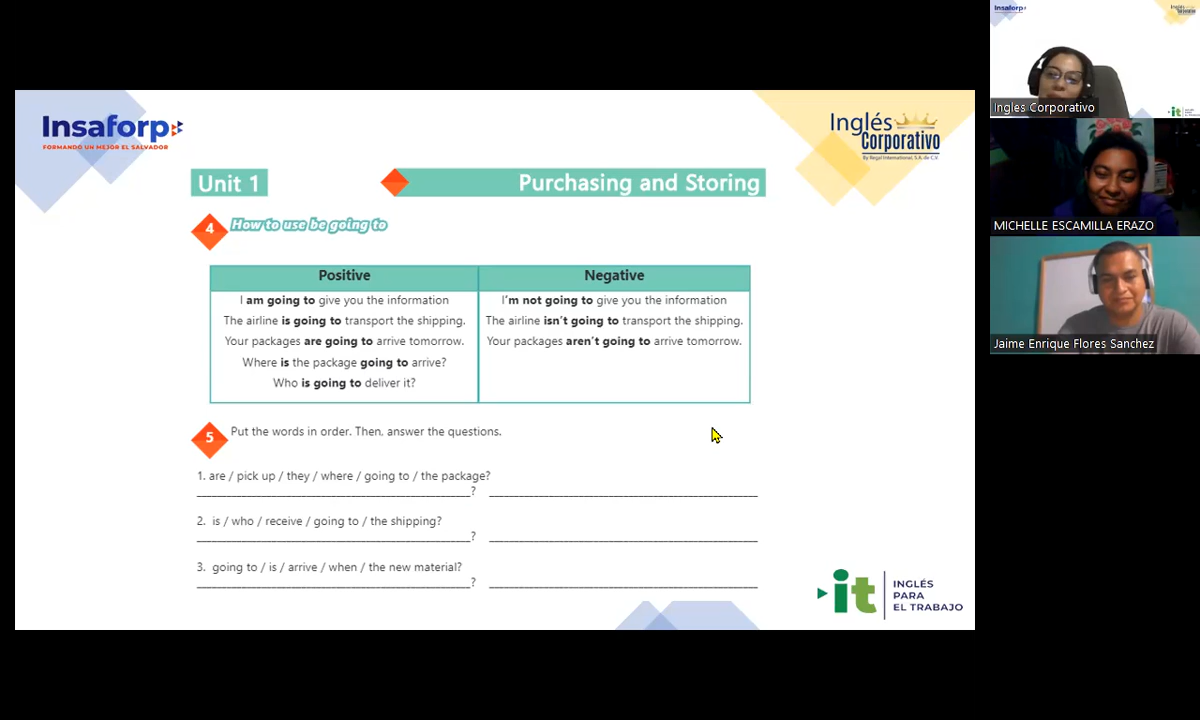 Insaforp
FORMANDO UN MEJOR EL SALVADOR
Inglés
Corporativo
By Regal International, S.A. de C.V.
Unit 1
Purchasing and Storing
4 How to use be going to
Positive
I am going to give you the information
The airline is going to transport the shipping.
Your packages are going to arrive tomorrow.
Where is the package going to arrive?
Who is going to deliver it?
Negative
I'm not going to give you the information
The airline isn't going to transport the shipping.
Your packages aren't going to arrive tomorrow.
5 Put the words in order. Then, answer the questions.
1. are / pick up / they / where / going to / the package?
?
2. is / who / receive / going to / the shipping?
?
3. going to / is / arrive / when / the new material?
?
it
INGLÉS
PARA
EL TRABAJO
Insaforp
it
Ingles Corporativo
MICHELLE ESCAMILLA ERAZO
Jaime Enrique Flores Sanchez